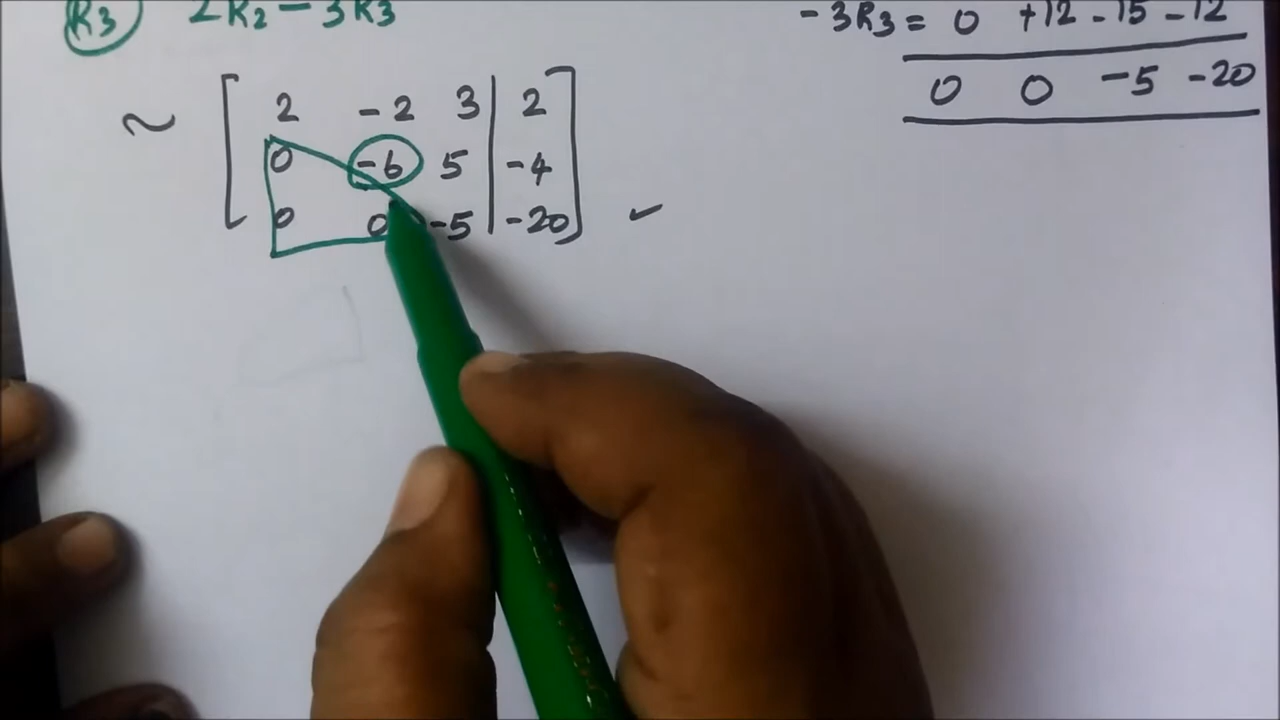 R3 2R2 - 3R3
-3R3 = 0 +12 -15 -12
0 0 -5 -20
~ [ 2 -2 3 | 2 ]
0 -6 5 | -4
0 0 -5 | -20 ✓